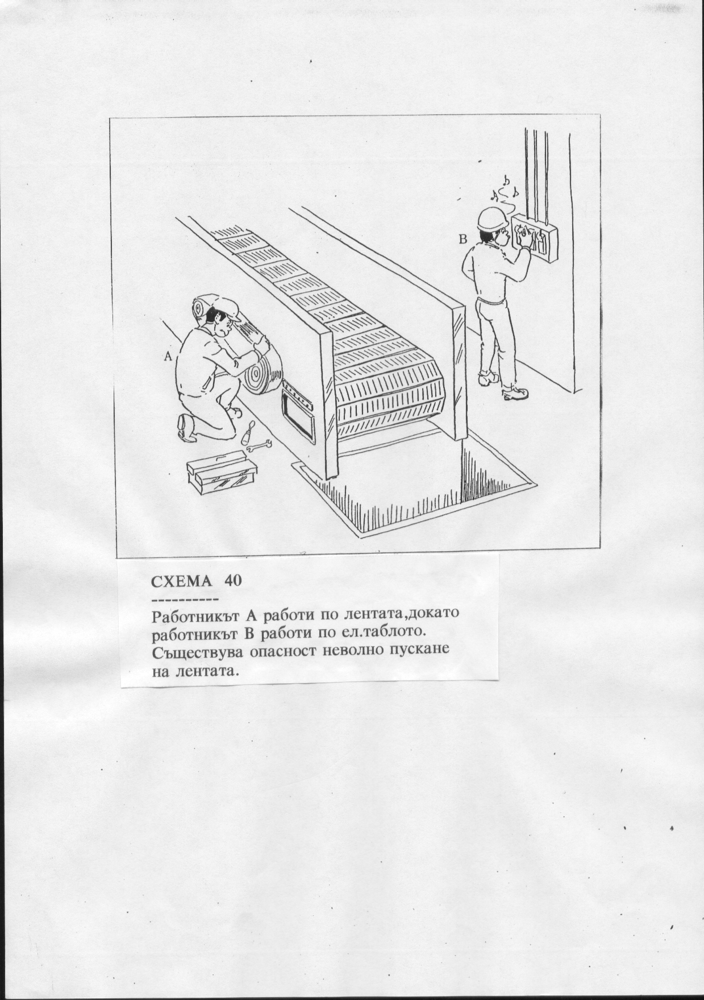 B
A
СХЕМА 40
----------
Работникът А работи по лентата,докато
работникът В работи по ел.таблото.
Съществува опасност неволно пускане
на лентата.